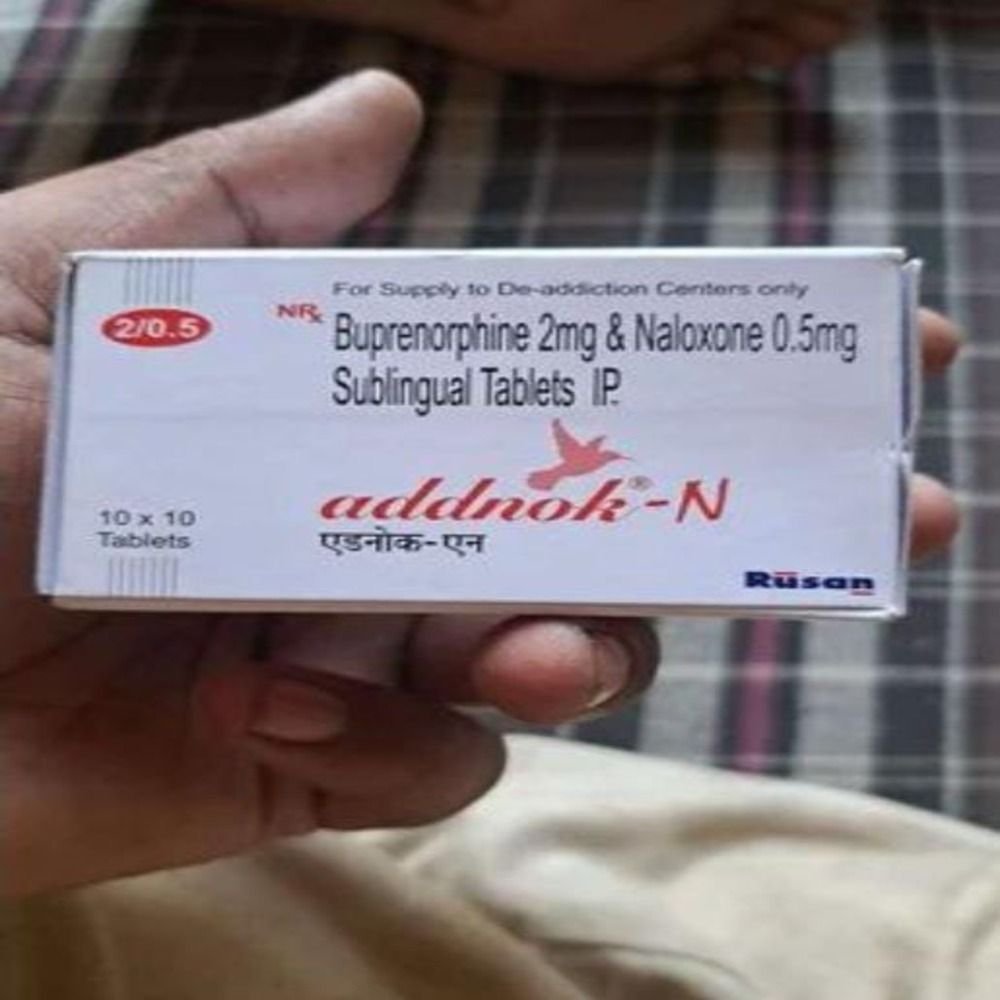 For Supply to De-addiction Centers only
2/0.5
NRx Buprenorphine 2mg & Naloxone 0.5mg
Sublingual Tablets IP.
addnok®-N
एडनोक-एन
10 x 10
Tablets
Rūsan